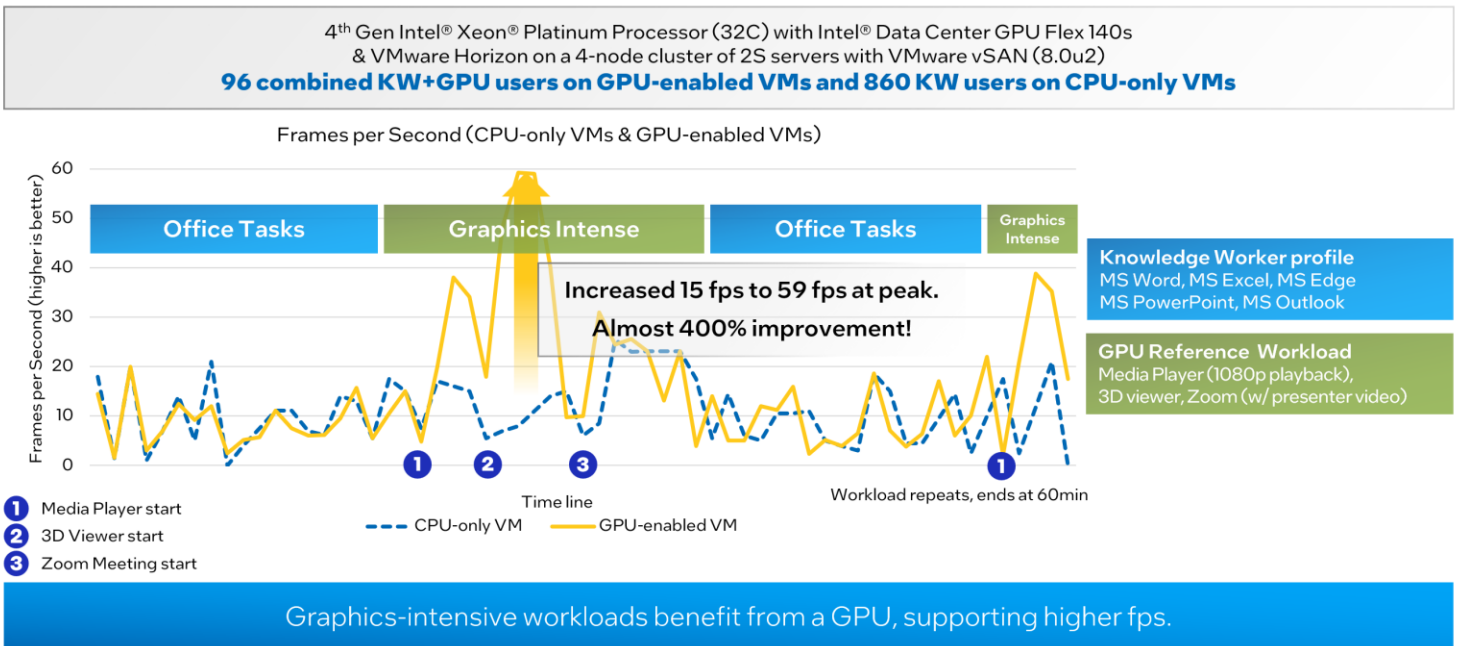 4th Gen Intel® Xeon® Platinum Processor (32C) with Intel® Data Center GPU Flex 140s
& VMware Horizon on a 4-node cluster of 2S servers with VMware vSAN (8.0u2)
96 combined KW+GPU users on GPU-enabled VMs and 860 KW users on CPU-only VMs
Frames per Second (CPU-only VMs & GPU-enabled VMs)
Frames per Second (higher is better)
60
50
40
30
20
10
0
Office Tasks
Graphics Intense
Office Tasks
Graphics
Intense
Increased 15 fps to 59 fps at peak.
Almost 400% improvement!
Knowledge Worker profile
MS Word, MS Excel, MS Edge
MS PowerPoint, MS Outlook
GPU Reference Workload
Media Player (1080p playback),
3D viewer, Zoom (w/ presenter video)
1
2
3
1
Time line
Workload repeats, ends at 60min
CPU-only VM
GPU-enabled VM
1 Media Player start
2 3D Viewer start
3 Zoom Meeting start
Graphics-intensive workloads benefit from a GPU, supporting higher fps.